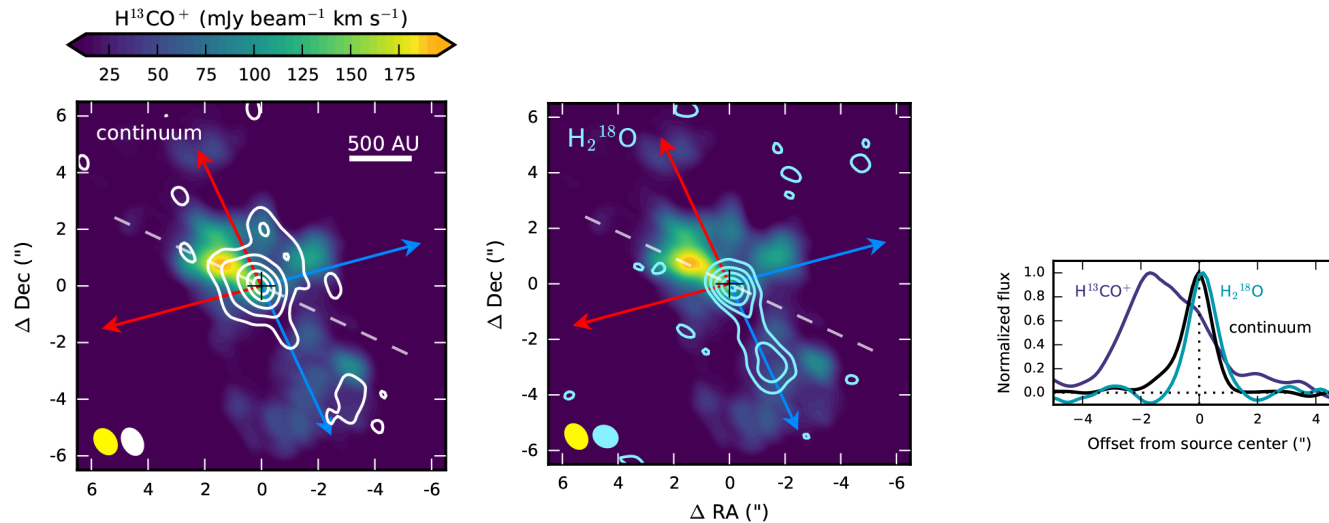 H¹³CO⁺ (mJy beam⁻¹ km s⁻¹)
25 50 75 100 125 150 175
continuum
500 AU
Δ Dec (")
6
4
2
0
-2
-4
-6
6 4 2 0 -2 -4 -6
H₂¹⁸O
Δ Dec (")
6
4
2
0
-2
-4
-6
6 4 2 0 -2 -4 -6
Δ RA (")
Normalized flux
1.0
0.8
0.6
0.4
0.2
0.0
H¹³CO⁺
H₂¹⁸O
continuum
−4 −2 0 2 4
Offset from source center (")